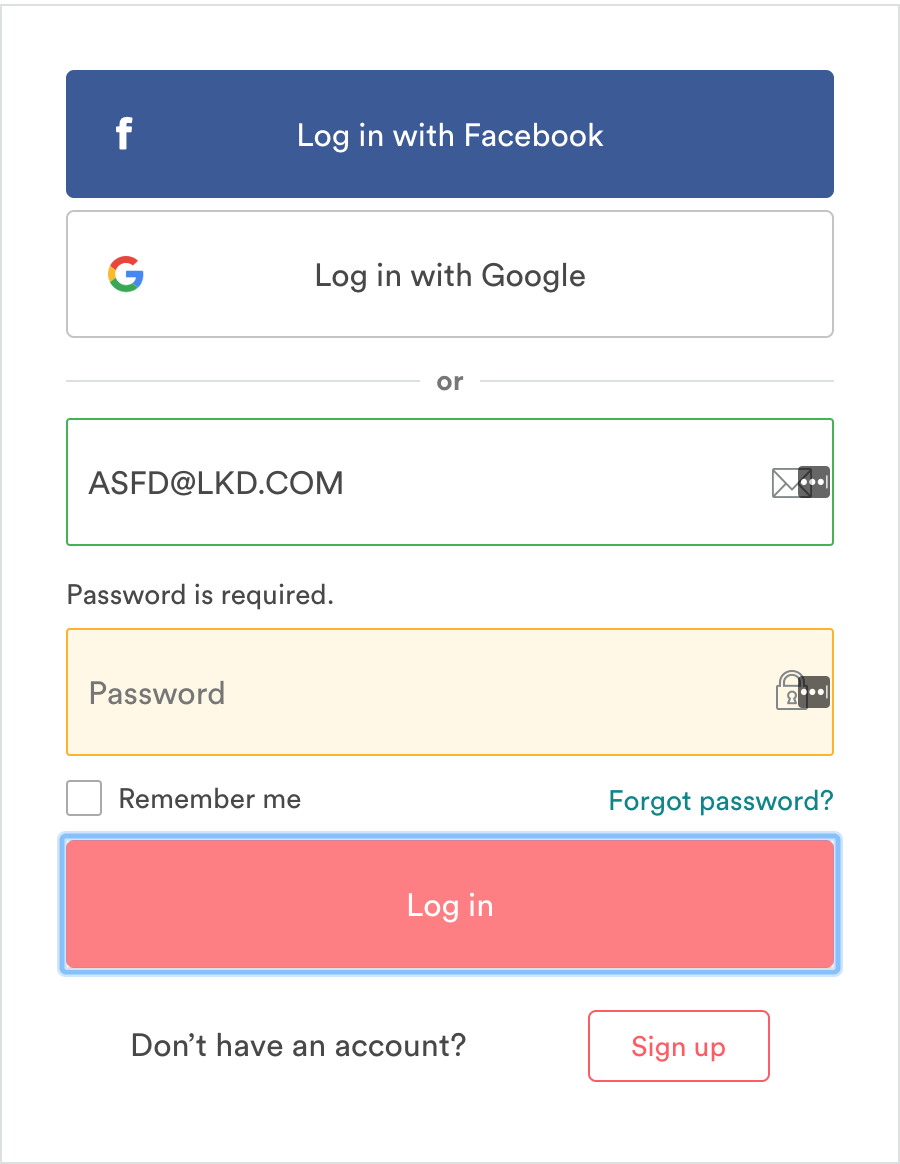 f
Log in with Facebook
G
Log in with Google
or
ASFD@LKD.COM
Password is required.
Password
Remember me
Forgot password?
Log in
Don’t have an account?
Sign up